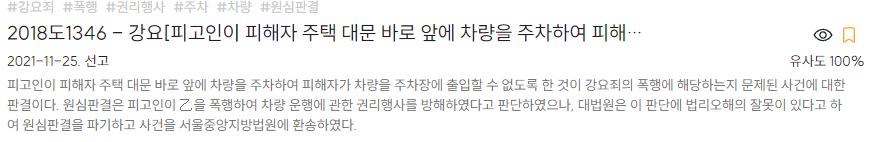 #강요죄 #폭행 #권리행사 #주차 #차량 #원심판결
2018도1346 - 강요[피고인이 피해자 주택 대문 바로 앞에 차량을 주차하여 피해…
2021-11-25. 선고 유사도 100%
피고인이 피해자 주택 대문 바로 앞에 차량을 주차하여 피해자가 차량을 주차장에 출입할 수 없도록 한 것이 강요죄의 폭행에 해당하는지 문제된 사건에 대한
판결이다. 원심판결은 피고인이 乙을 폭행하여 차량 운행에 관한 권리행사를 방해하였다고 판단하였으나, 대법원은 이 판단에 법리오해의 잘못이 있다고 하
여 원심판결을 파기하고 사건을 서울중앙지방법원에 환송하였다.